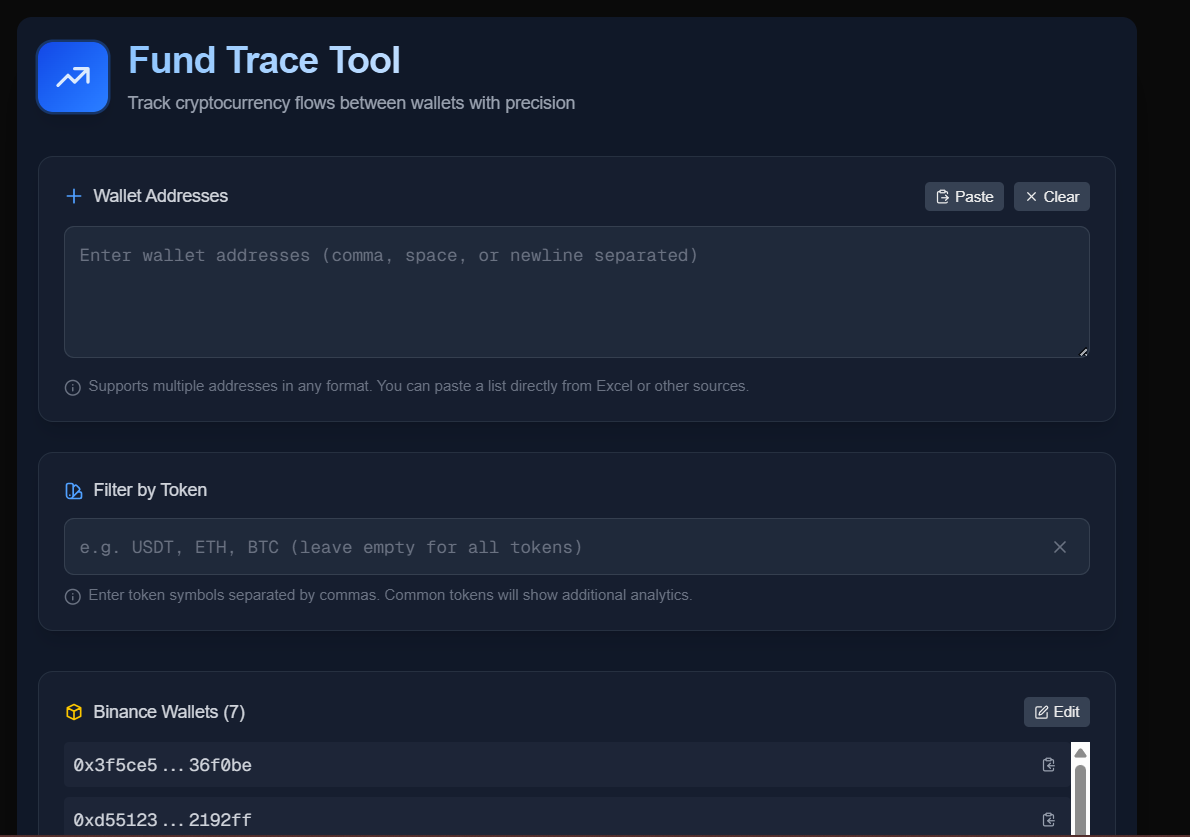 Fund Trace Tool
Track cryptocurrency flows between wallets with precision
Wallet Addresses
Paste
Clear
Enter wallet addresses (comma, space, or newline separated)
Supports multiple addresses in any format. You can paste a list directly from Excel or other sources.
Filter by Token
e.g. USDT, ETH, BTC (leave empty for all tokens)
Enter token symbols separated by commas. Common tokens will show additional analytics.
Binance Wallets (7)
Edit
0x3f5ce5...36f0be
0xd55123...2192ff